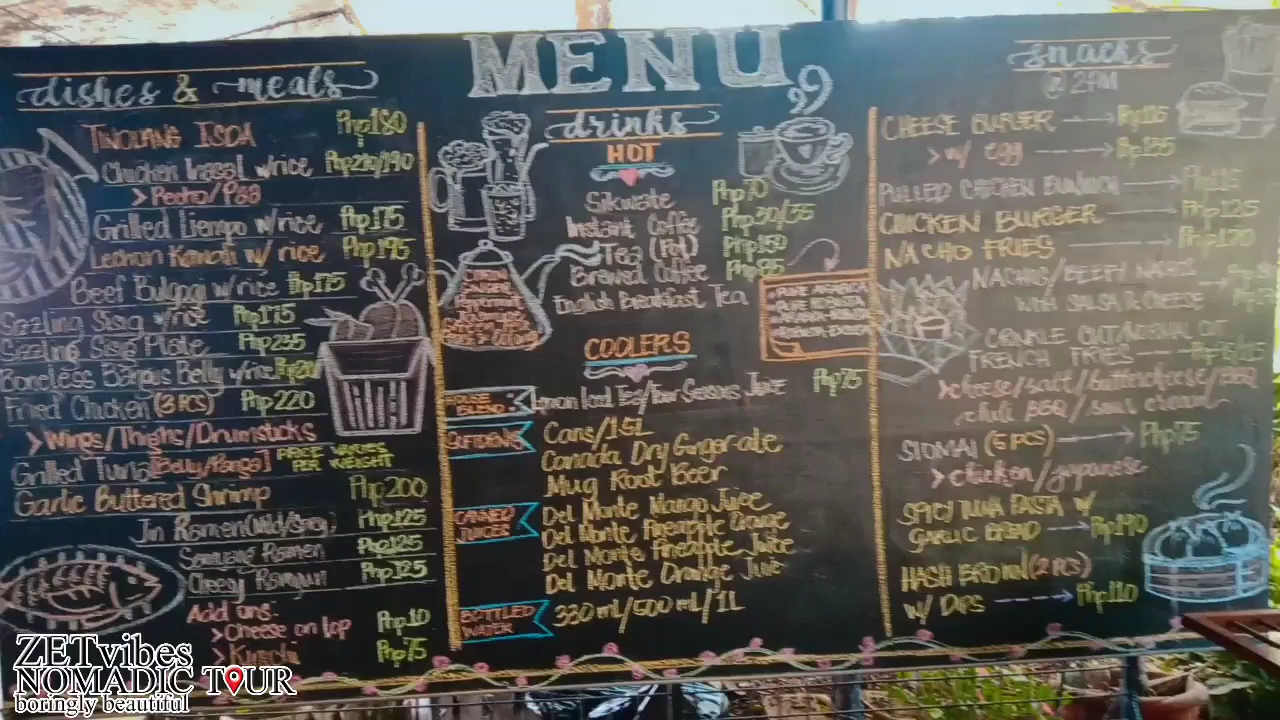 MENU
dishes & meals
TINOLANG ISDA Php180
Chicken Inasal w/rice Php210/190
> Pecho/Paa
Grilled Liempo w/rice Php175
Lechon Kawali w/ rice Php195
Beef Bulgogi w/rice Php175
Sizzling Sisig w/rice Php175
Sizzling Sisig Plate Php235
Boneless Bangus Belly w/rice
Fried Chicken (3 PCS) Php220
> Wings/Thighs/Drumsticks
Grilled Tuna [Belly/Panga] PRICE VARIES PER WEIGHT
Garlic Buttered Shrimp Php200
Jin Ramen (Mild/Spicy) Php125
Samyang Ramen Php135
Cheesy Ramyun Php125
Add ons:
> Cheese on top Php10
> Kimchi Php75
drinks
HOT
Sikwate Php70
Instant Coffee Php30/35
Tea (Pot) Php150
Brewed Coffee Php85
English Breakfast Tea
COOLERS
HOUSE BLEND: Lemon Iced Tea/Four Seasons Juice Php75
SOFTDRINKS Cans/1.5L
Canada Dry Ginger-ale
Mug Root Beer
CANNED JUICES Del Monte Mango Juice
Del Monte Pineapple Orange
Del Monte Pineapple Juice
Del Monte Orange Juice
BOTTLED WATER 330 mL/500 mL/1L
snacks
@ 2PM
CHEESE BURGER
> w/ egg Php135
PULLED CHICKEN BUNWICH
CHICKEN BURGER Php125
NACHO FRIES Php170
NACHOS/BEEFY NACHOS
WITH SALSA & CHEESE
CRINKLE CUT/NORMAL CUT
FRENCH FRIES
> cheese/salt/buttercheese/BBQ
chili BBQ/sour cream
SIOMAI (6 PCS) Php75
> chicken/japanese
SPICY TUNA PASTA W/
GARLIC BREAD Php190
HASH BROWN (2 PCS)
W/ DIPS Php110
ZETvibes
NOMADIC TOUR
boringly beautiful